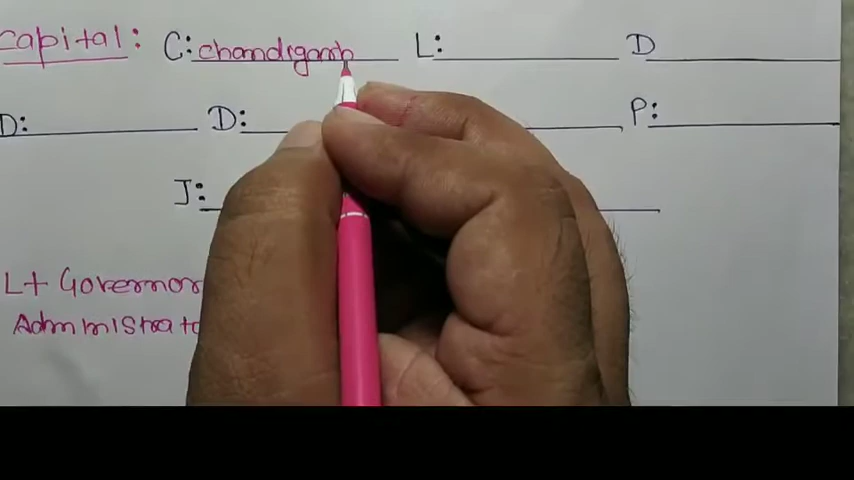 Capital: C: chandigarh L: D
D: D: P:
J:
Lt Governor
Administrato